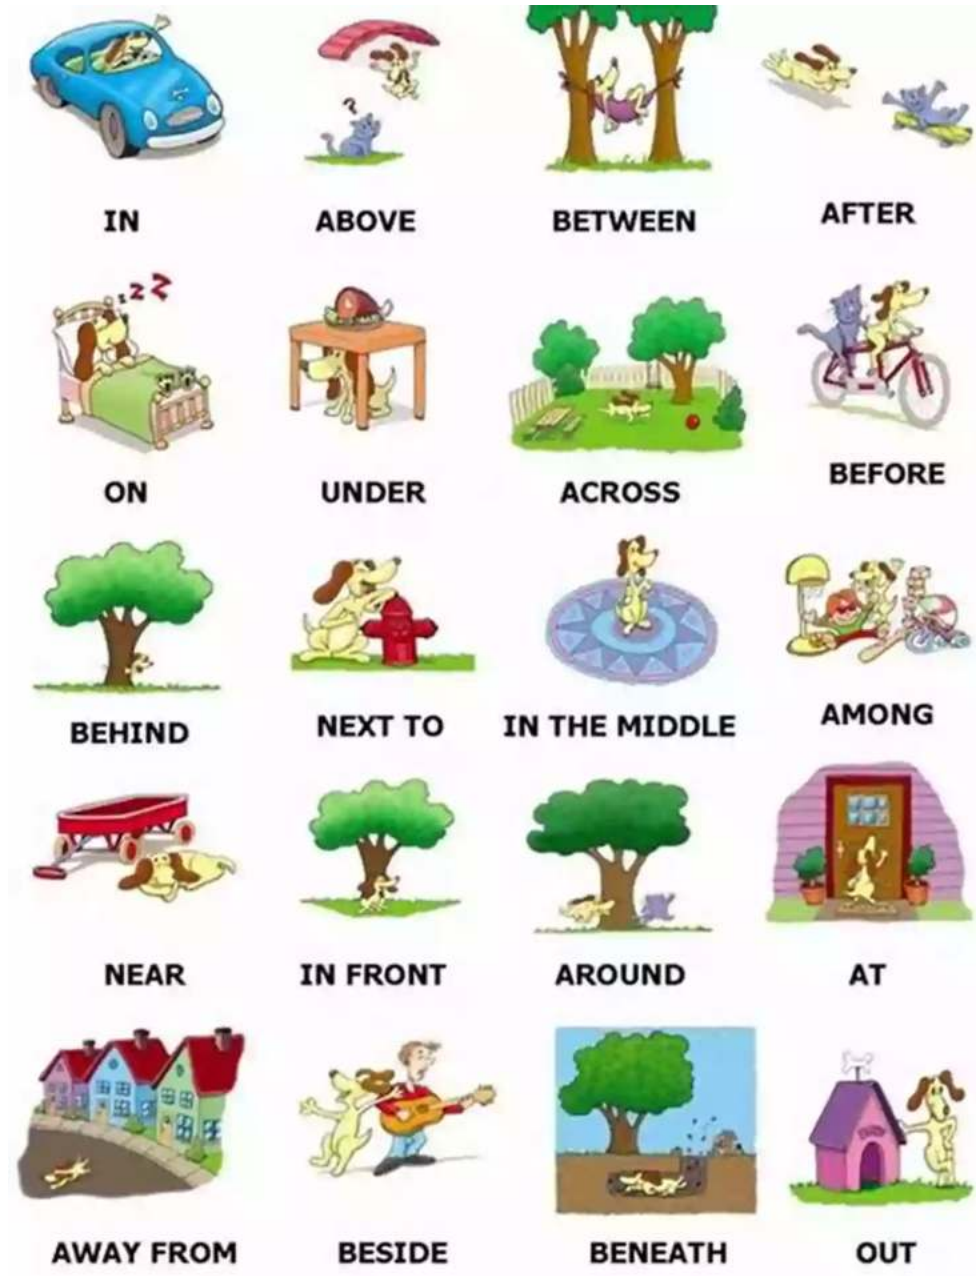 IN
ABOVE
BETWEEN
AFTER
zzZ
?
ON
UNDER
ACROSS
BEFORE
BEHIND
NEXT TO
IN THE MIDDLE
AMONG
NEAR
IN FRONT
AROUND
AT
AWAY FROM
BESIDE
BENEATH
OUT